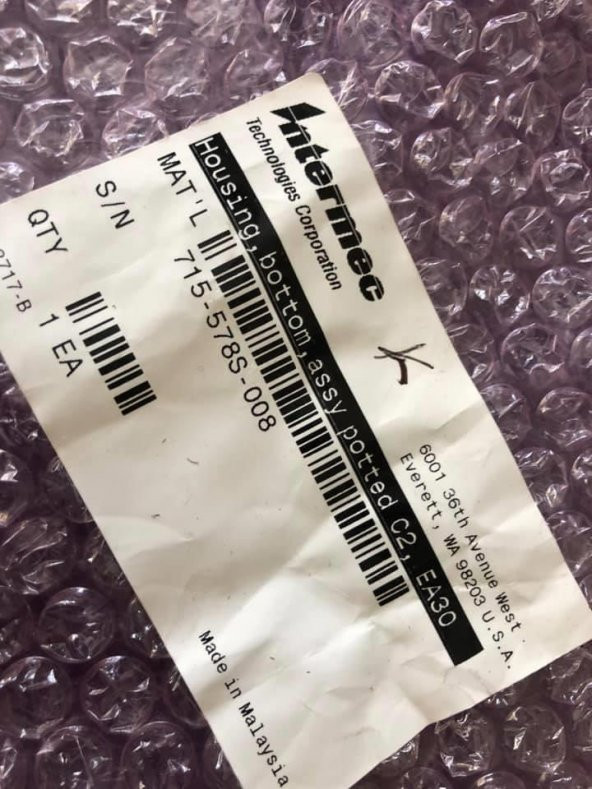 Intermec
Technologies Corporation
6001 36th Avenue West
Everett, WA 98203 U.S.A.
Housing,bottom,assy potted C2, EA30
MAT'L 715-578S-008
S/N
QTY 1 EA
Made in Malaysia